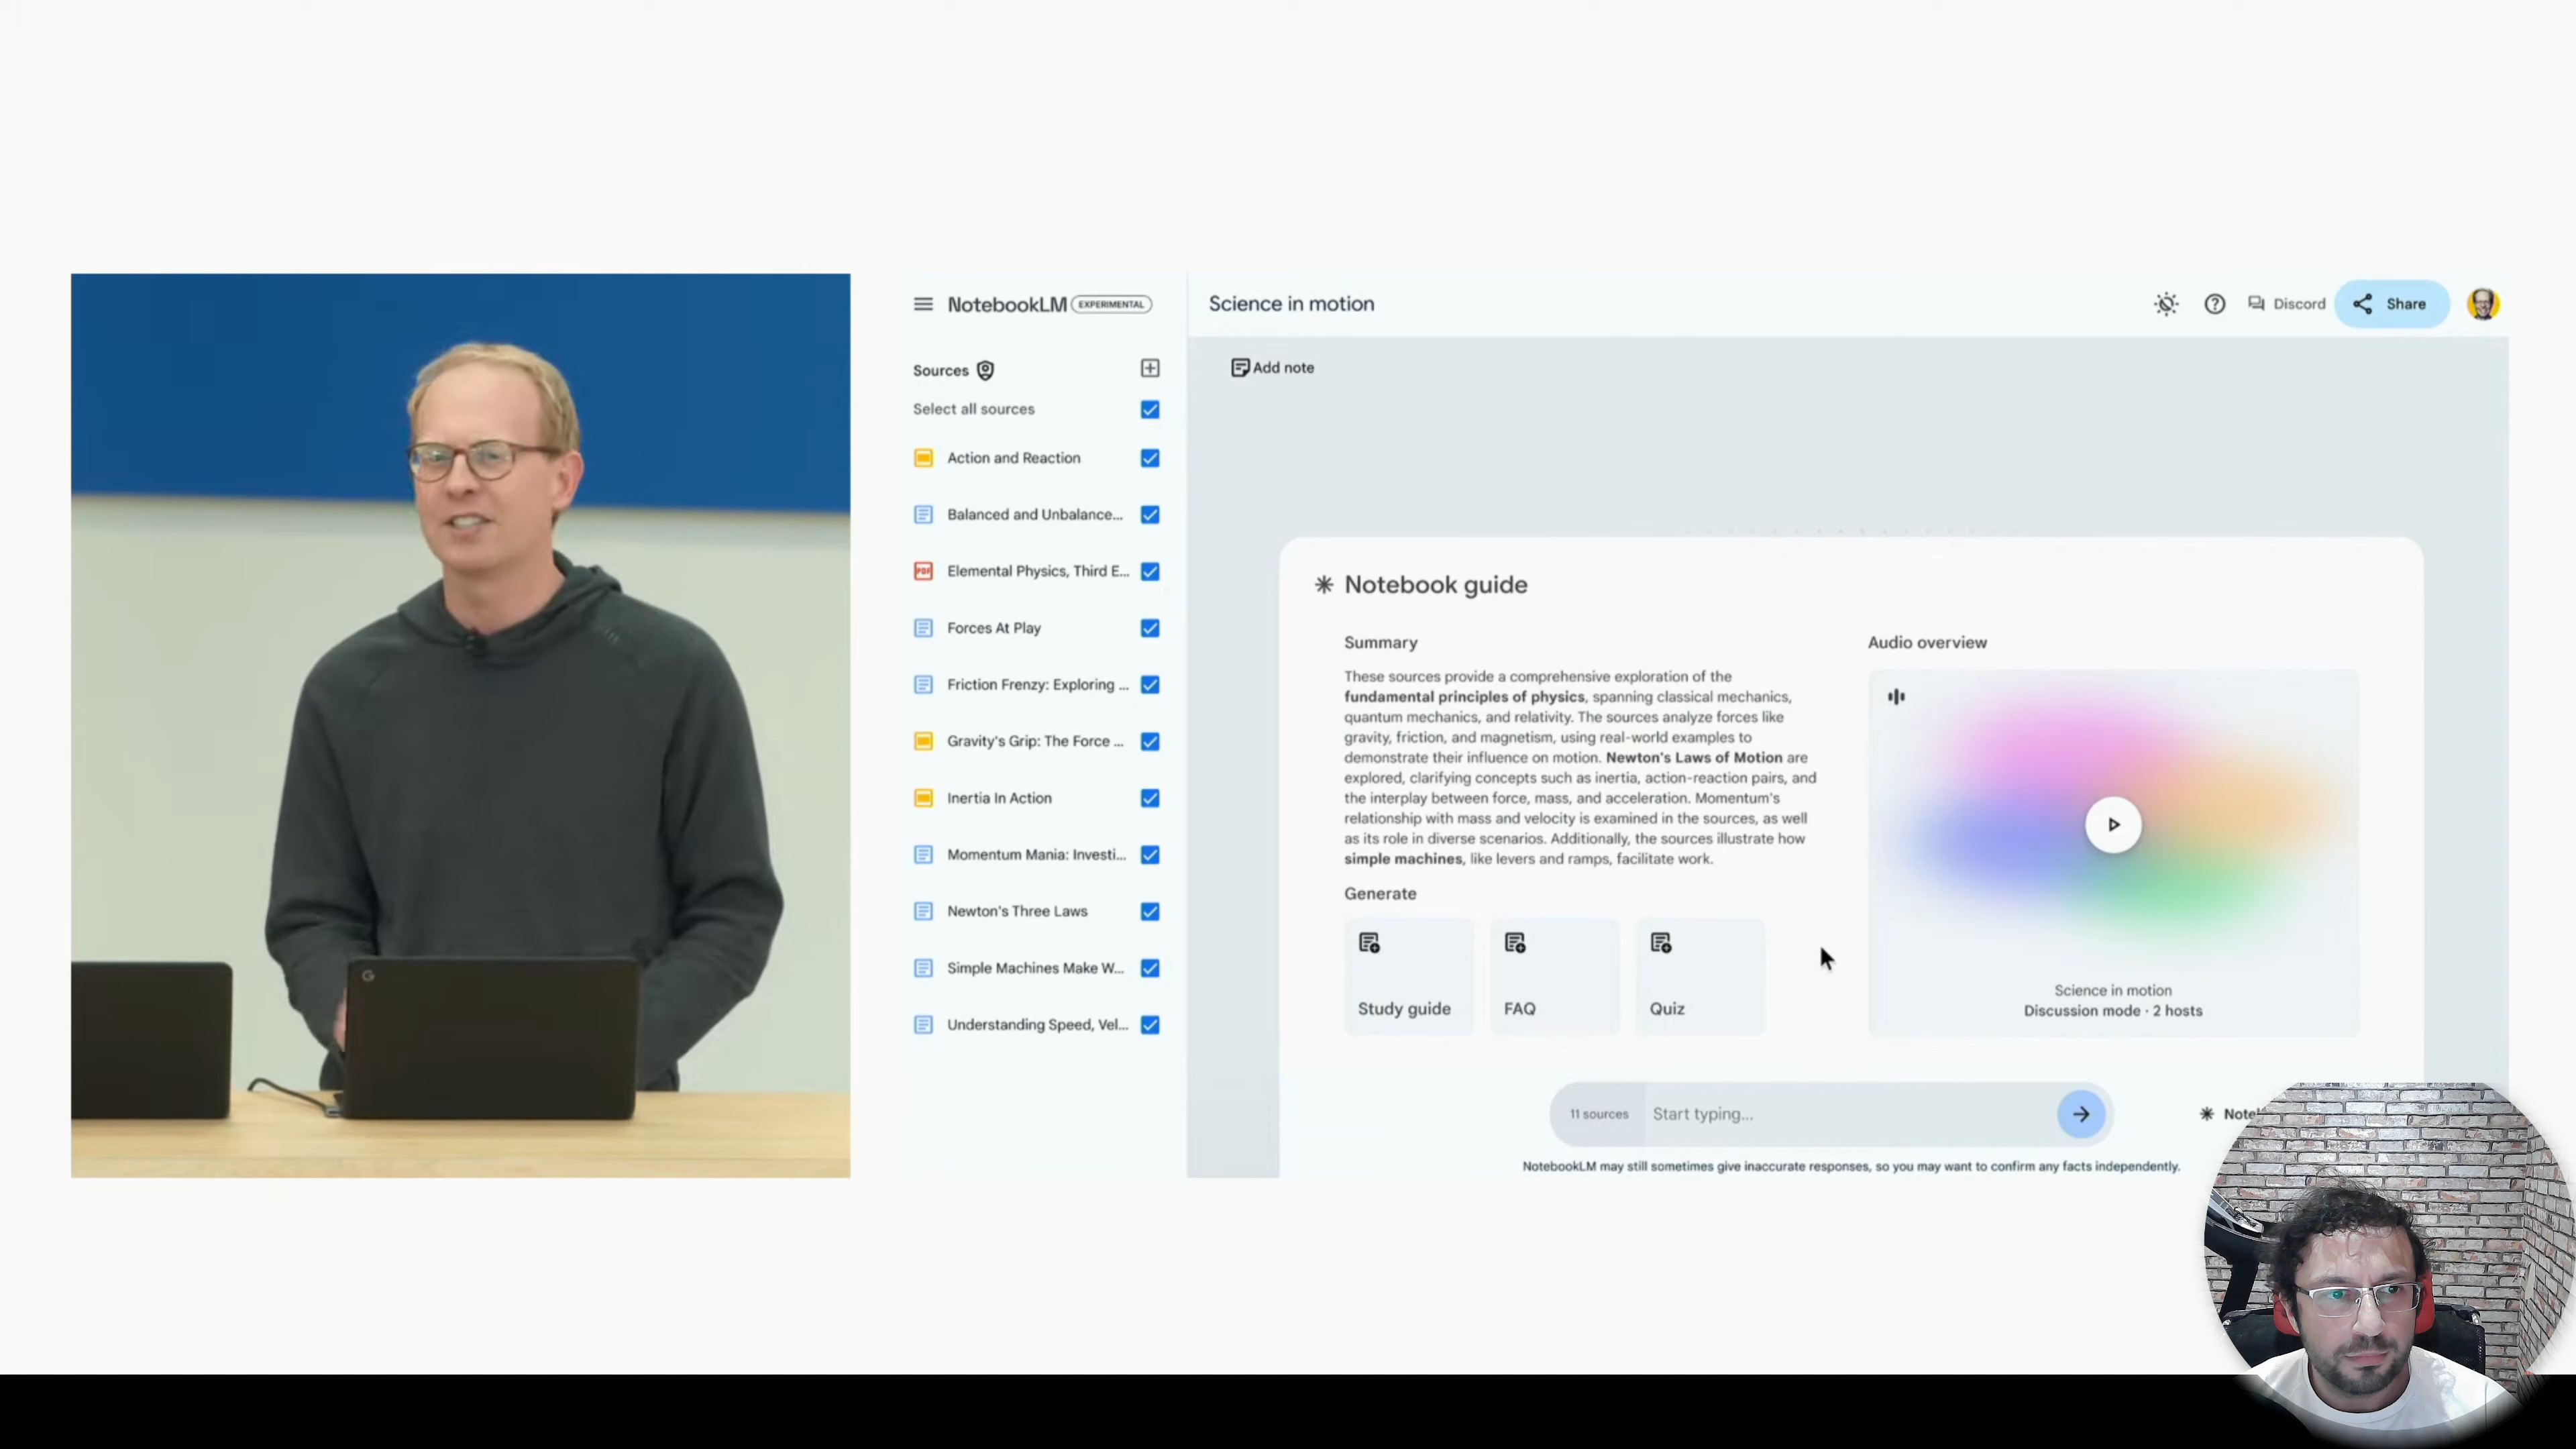 NotebookLM EXPERIMENTAL
Science in motion
Discord
Share
Sources
Select all sources
Action and Reaction
Balanced and Unbalance...
PDF
Elemental Physics, Third E...
Forces At Play
Friction Frenzy: Exploring ...
Gravity's Grip: The Force ...
Inertia In Action
Momentum Mania: Investi...
Newton's Three Laws
Simple Machines Make W...
Understanding Speed, Vel...
Add note
Notebook guide
Summary
These sources provide a comprehensive exploration of the
fundamental principles of physics, spanning classical mechanics,
quantum mechanics, and relativity. The sources analyze forces like
gravity, friction, and magnetism, using real-world examples to
demonstrate their influence on motion. Newton's Laws of Motion are
explored, clarifying concepts such as inertia, action-reaction pairs, and
the interplay between force, mass, and acceleration. Momentum's
relationship with mass and velocity is examined in the sources, as well
as its role in diverse scenarios. Additionally, the sources illustrate how
simple machines, like levers and ramps, facilitate work.
Generate
Study guide
FAQ
Quiz
Audio overview
Science in motion
Discussion mode · 2 hosts
11 sources
Start typing...
NotebookLM may still sometimes give inaccurate responses, so you may want to confirm any facts independently.